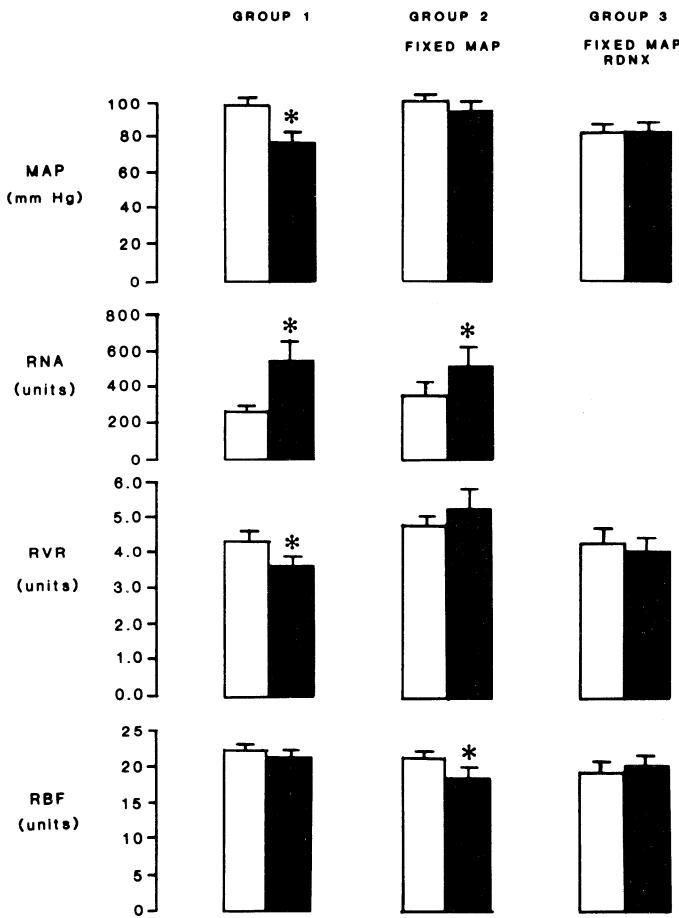 GROUP 1 GROUP 2 GROUP 3
FIXED MAP FIXED MAP
RDNX
MAP
(mm Hg)
100
80
60
40
20
0
*
RNA
(units)
800
600
400
200
0
*
*
RVR
(units)
6.0
5.0
4.0
3.0
2.0
1.0
0.0
*
RBF
(units)
25
20
15
10
5
0
*